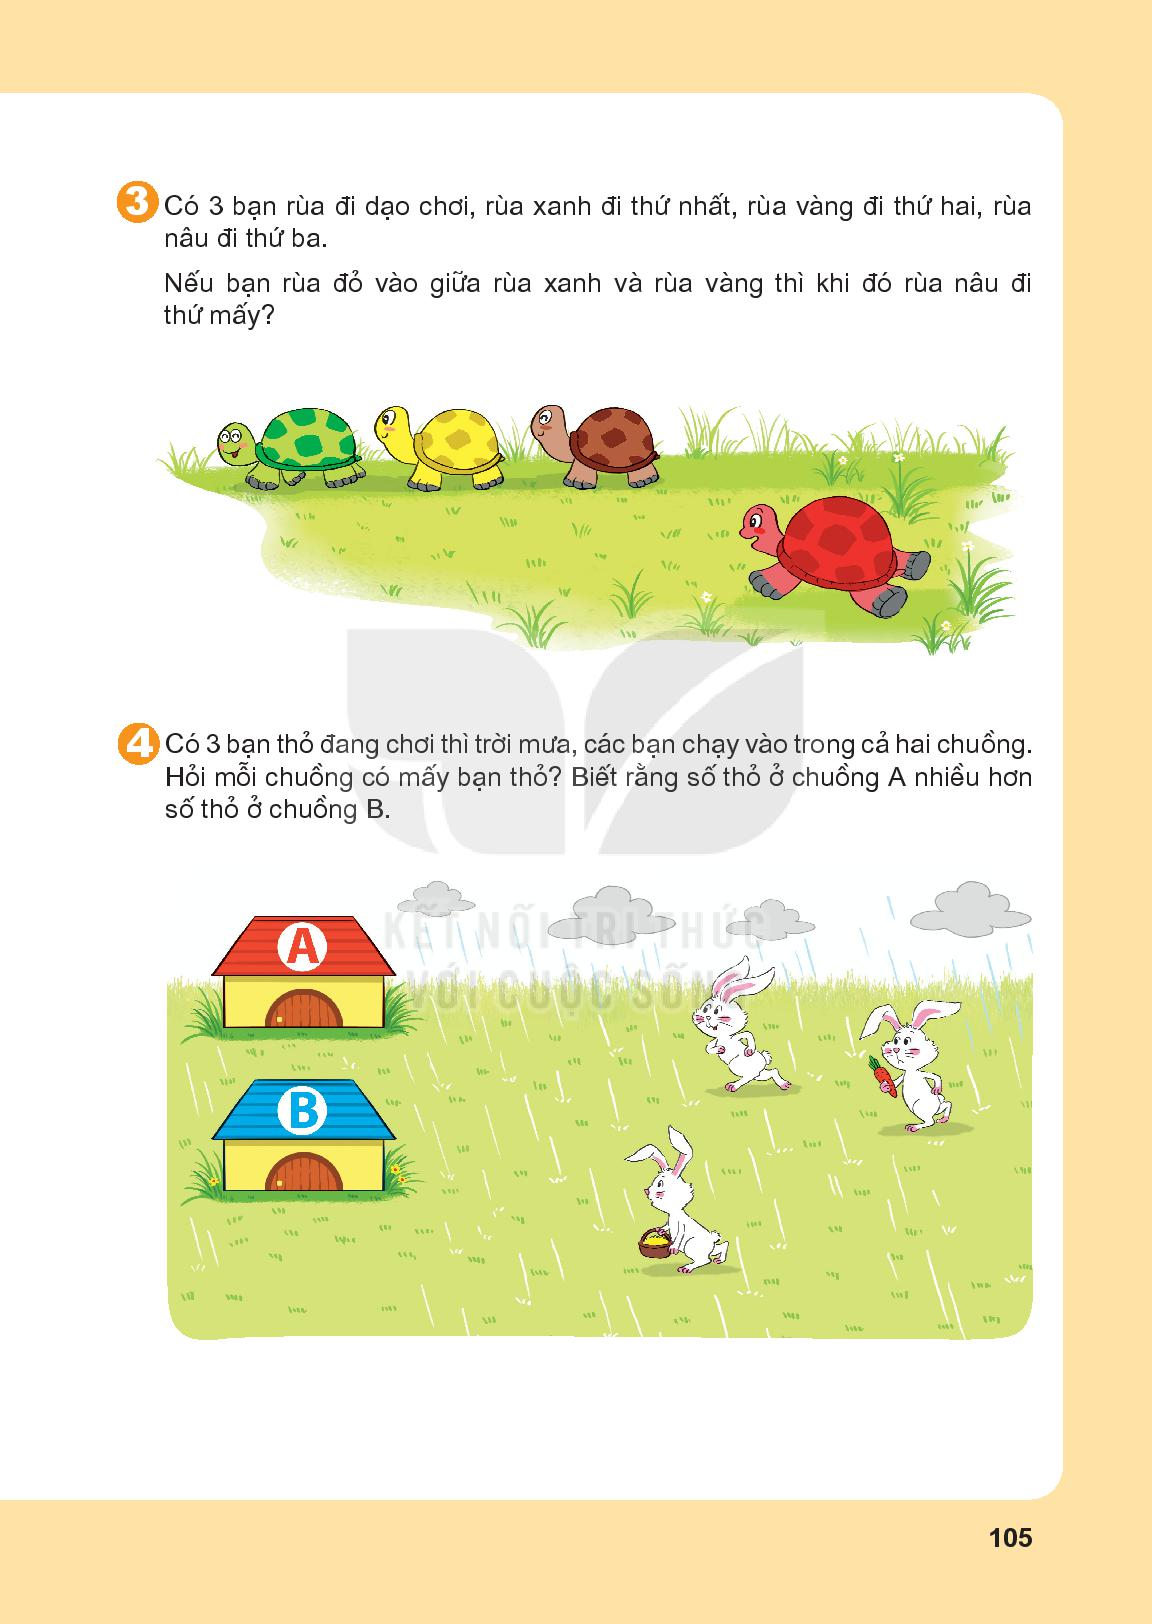 3 Có 3 bạn rùa đi dạo chơi, rùa xanh đi thứ nhất, rùa vàng đi thứ hai, rùa
nâu đi thứ ba.
Nếu bạn rùa đỏ vào giữa rùa xanh và rùa vàng thì khi đó rùa nâu đi
thứ mấy?
4 Có 3 bạn thỏ đang chơi thì trời mưa, các bạn chạy vào trong cả hai chuồng.
Hỏi mỗi chuồng có mấy bạn thỏ? Biết rằng số thỏ ở chuồng A nhiều hơn
số thỏ ở chuồng B.
KẾT NỐI TRI THỨC
VỚI CUỘC SỐNG
A
B
105